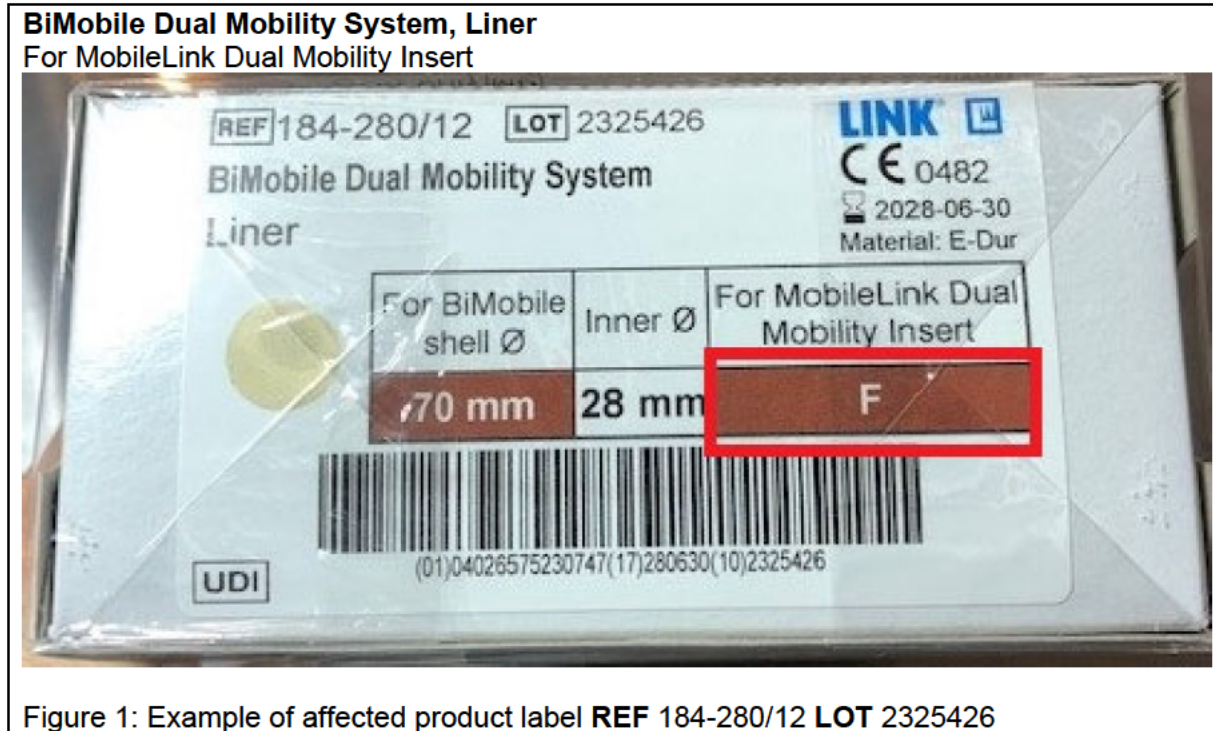 BiMobile Dual Mobility System, Liner
For MobileLink Dual Mobility Insert
REF 184-280/12 LOT 2325426
LINK
CE 0482
2028-06-30
Material: E-Dur
BiMobile Dual Mobility System
Liner
For BiMobile shell Ø
Inner Ø
For MobileLink Dual Mobility Insert
70 mm
28 mm
F
(01)04026575230747(17)280630(10)2325426
UDI
Figure 1: Example of affected product label REF 184-280/12 LOT 2325426